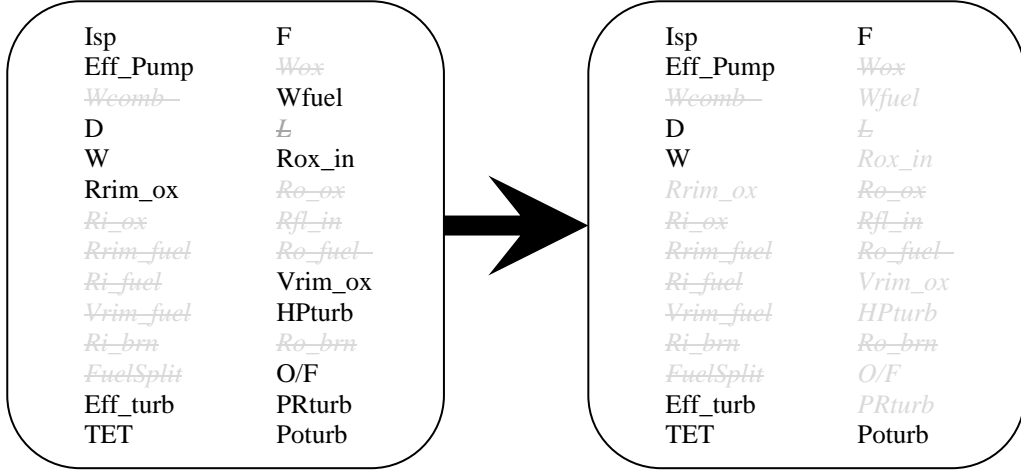 Isp F
Eff_Pump Wox
Wcomb Wfuel
D L
W Rox_in
Rrim_ox Ro_ox
Ri_ox Rfl_in
Rrim_fuel Ro_fuel
Ri_fuel Vrim_ox
Vrim_fuel HPturb
Ri_brn Ro_brn
FuelSplit O/F
Eff_turb PRturb
TET Poturb
Isp F
Eff_Pump Wox
Wcomb Wfuel
D L
W Rox_in
Rrim_ox Ro_ox
Ri_ox Rfl_in
Rrim_fuel Ro_fuel
Ri_fuel Vrim_ox
Vrim_fuel HPturb
Ri_brn Ro_brn
FuelSplit O/F
Eff_turb PRturb
TET Poturb